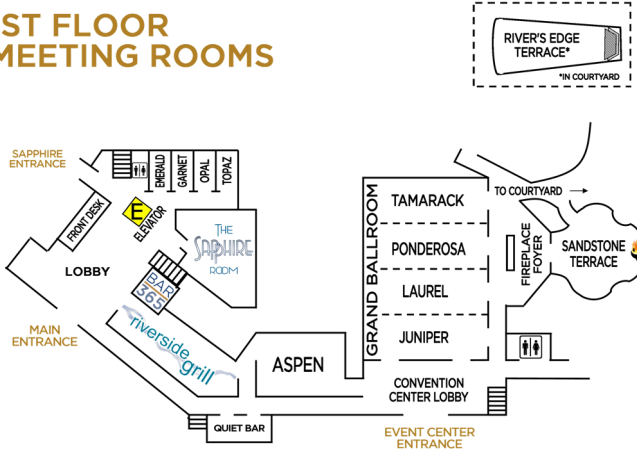 ST FLOOR
MEETING ROOMS
RIVER'S EDGE
TERRACE*
*IN COURTYARD
SAPPHIRE
ENTRANCE
EMERALD
GARNET
OPAL
TOPAZ
E
ELEVATOR
FRONT DESK
THE
SAPPHIRE
ROOM
LOBBY
BAR
365
MAIN
ENTRANCE
riverside
grill
ASPEN
QUIET BAR
GRAND BALLROOM
TAMARACK
PONDEROSA
LAUREL
JUNIPER
TO COURTYARD
FIREPLACE
FOYER
SANDSTONE
TERRACE
CONVENTION
CENTER LOBBY
EVENT CENTER
ENTRANCE